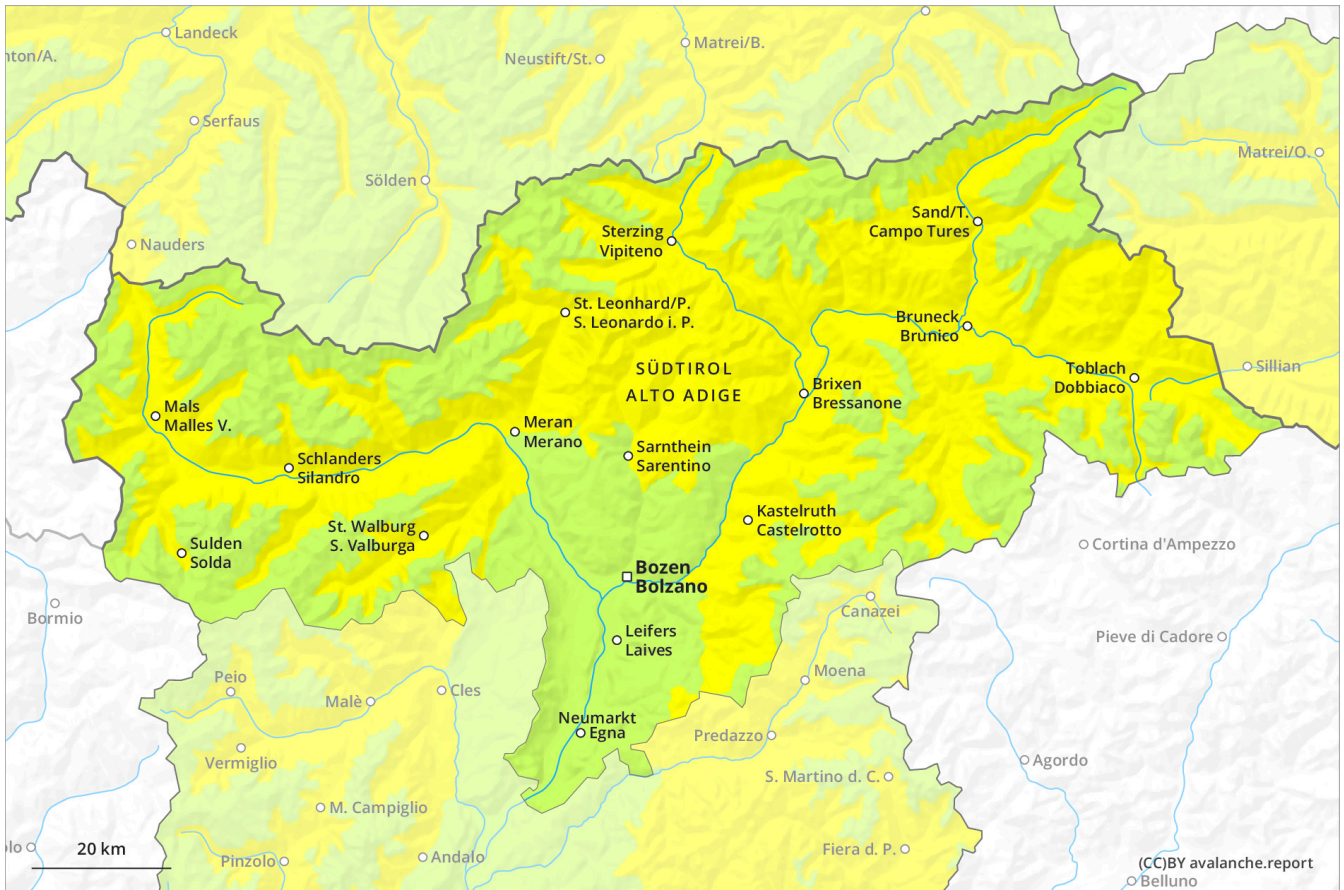 Landeck
Matrei/B.
nton/A.
Neustift/St.
Serfaus
Matrei/O.
Sölden
Sand/T.
Campo Tures
Sterzing
Vipiteno
Nauders
St. Leonhard/P.
S. Leonardo i. P.
Bruneck
Brunico
SÜDTIROL
ALTO ADIGE
Toblach
Dobbiaco
Sillian
Brixen
Bressanone
Mals
Malles V.
Meran
Merano
Sarnthein
Sarentino
Schlanders
Silandro
Kastelruth
Castelrotto
St. Walburg
S. Valburga
Sulden
Solda
Cortina d'Ampezzo
Bozen
Bolzano
Bormio
Canazei
Leifers
Laives
Pieve di Cadore
Peio
Moena
Malè
Cles
Neumarkt
Egna
Predazzo
Vermiglio
Agordo
S. Martino d. C.
M. Campiglio
lo
20 km
Pinzolo
Andalo
Fiera d. P.
(CC)BY avalanche.report
Belluno